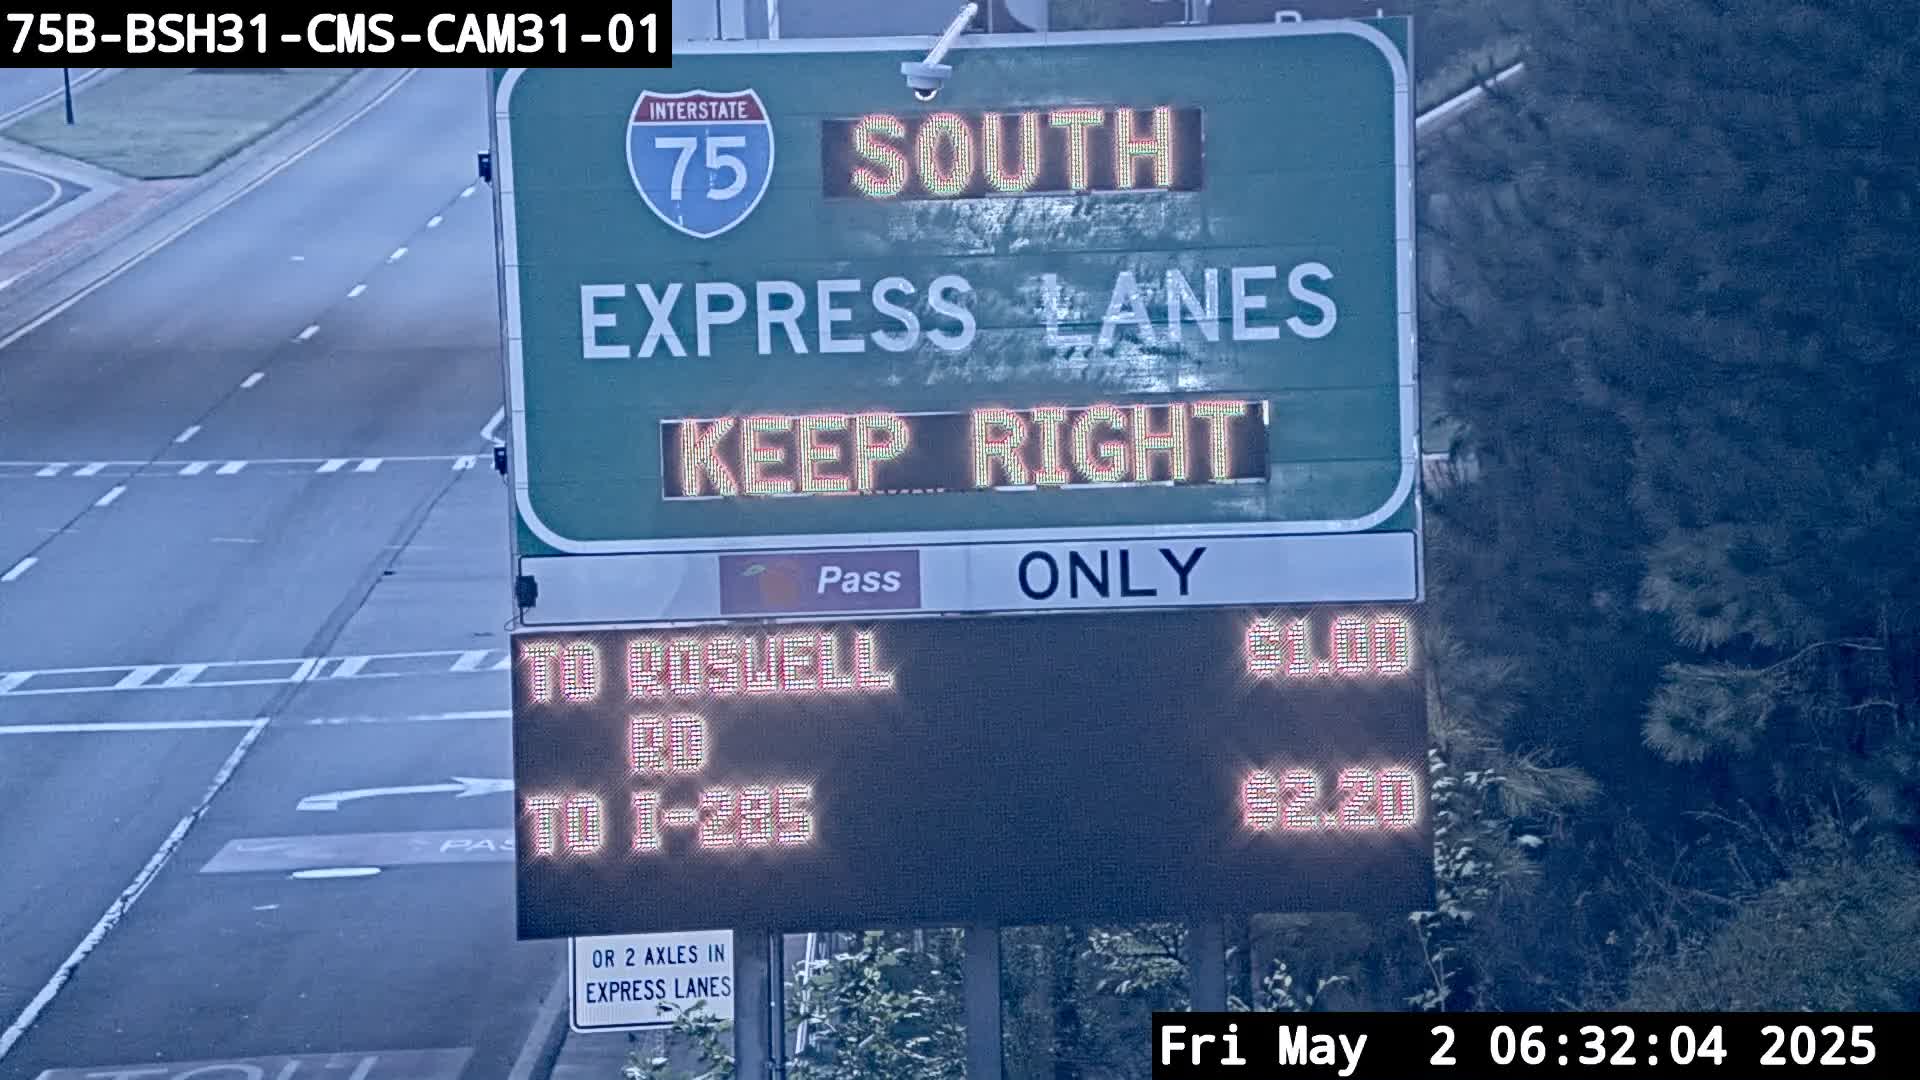 75B-BSH31-CMS-CAM31-01
INTERSTATE
75
SOUTH
EXPRESS LANES
KEEP RIGHT
Pass ONLY
TO ROSWELL $1.00
RD
TO I-285 $2.20
OR 2 AXLES IN
EXPRESS LANES
Fri May 2 06:32:04 2025